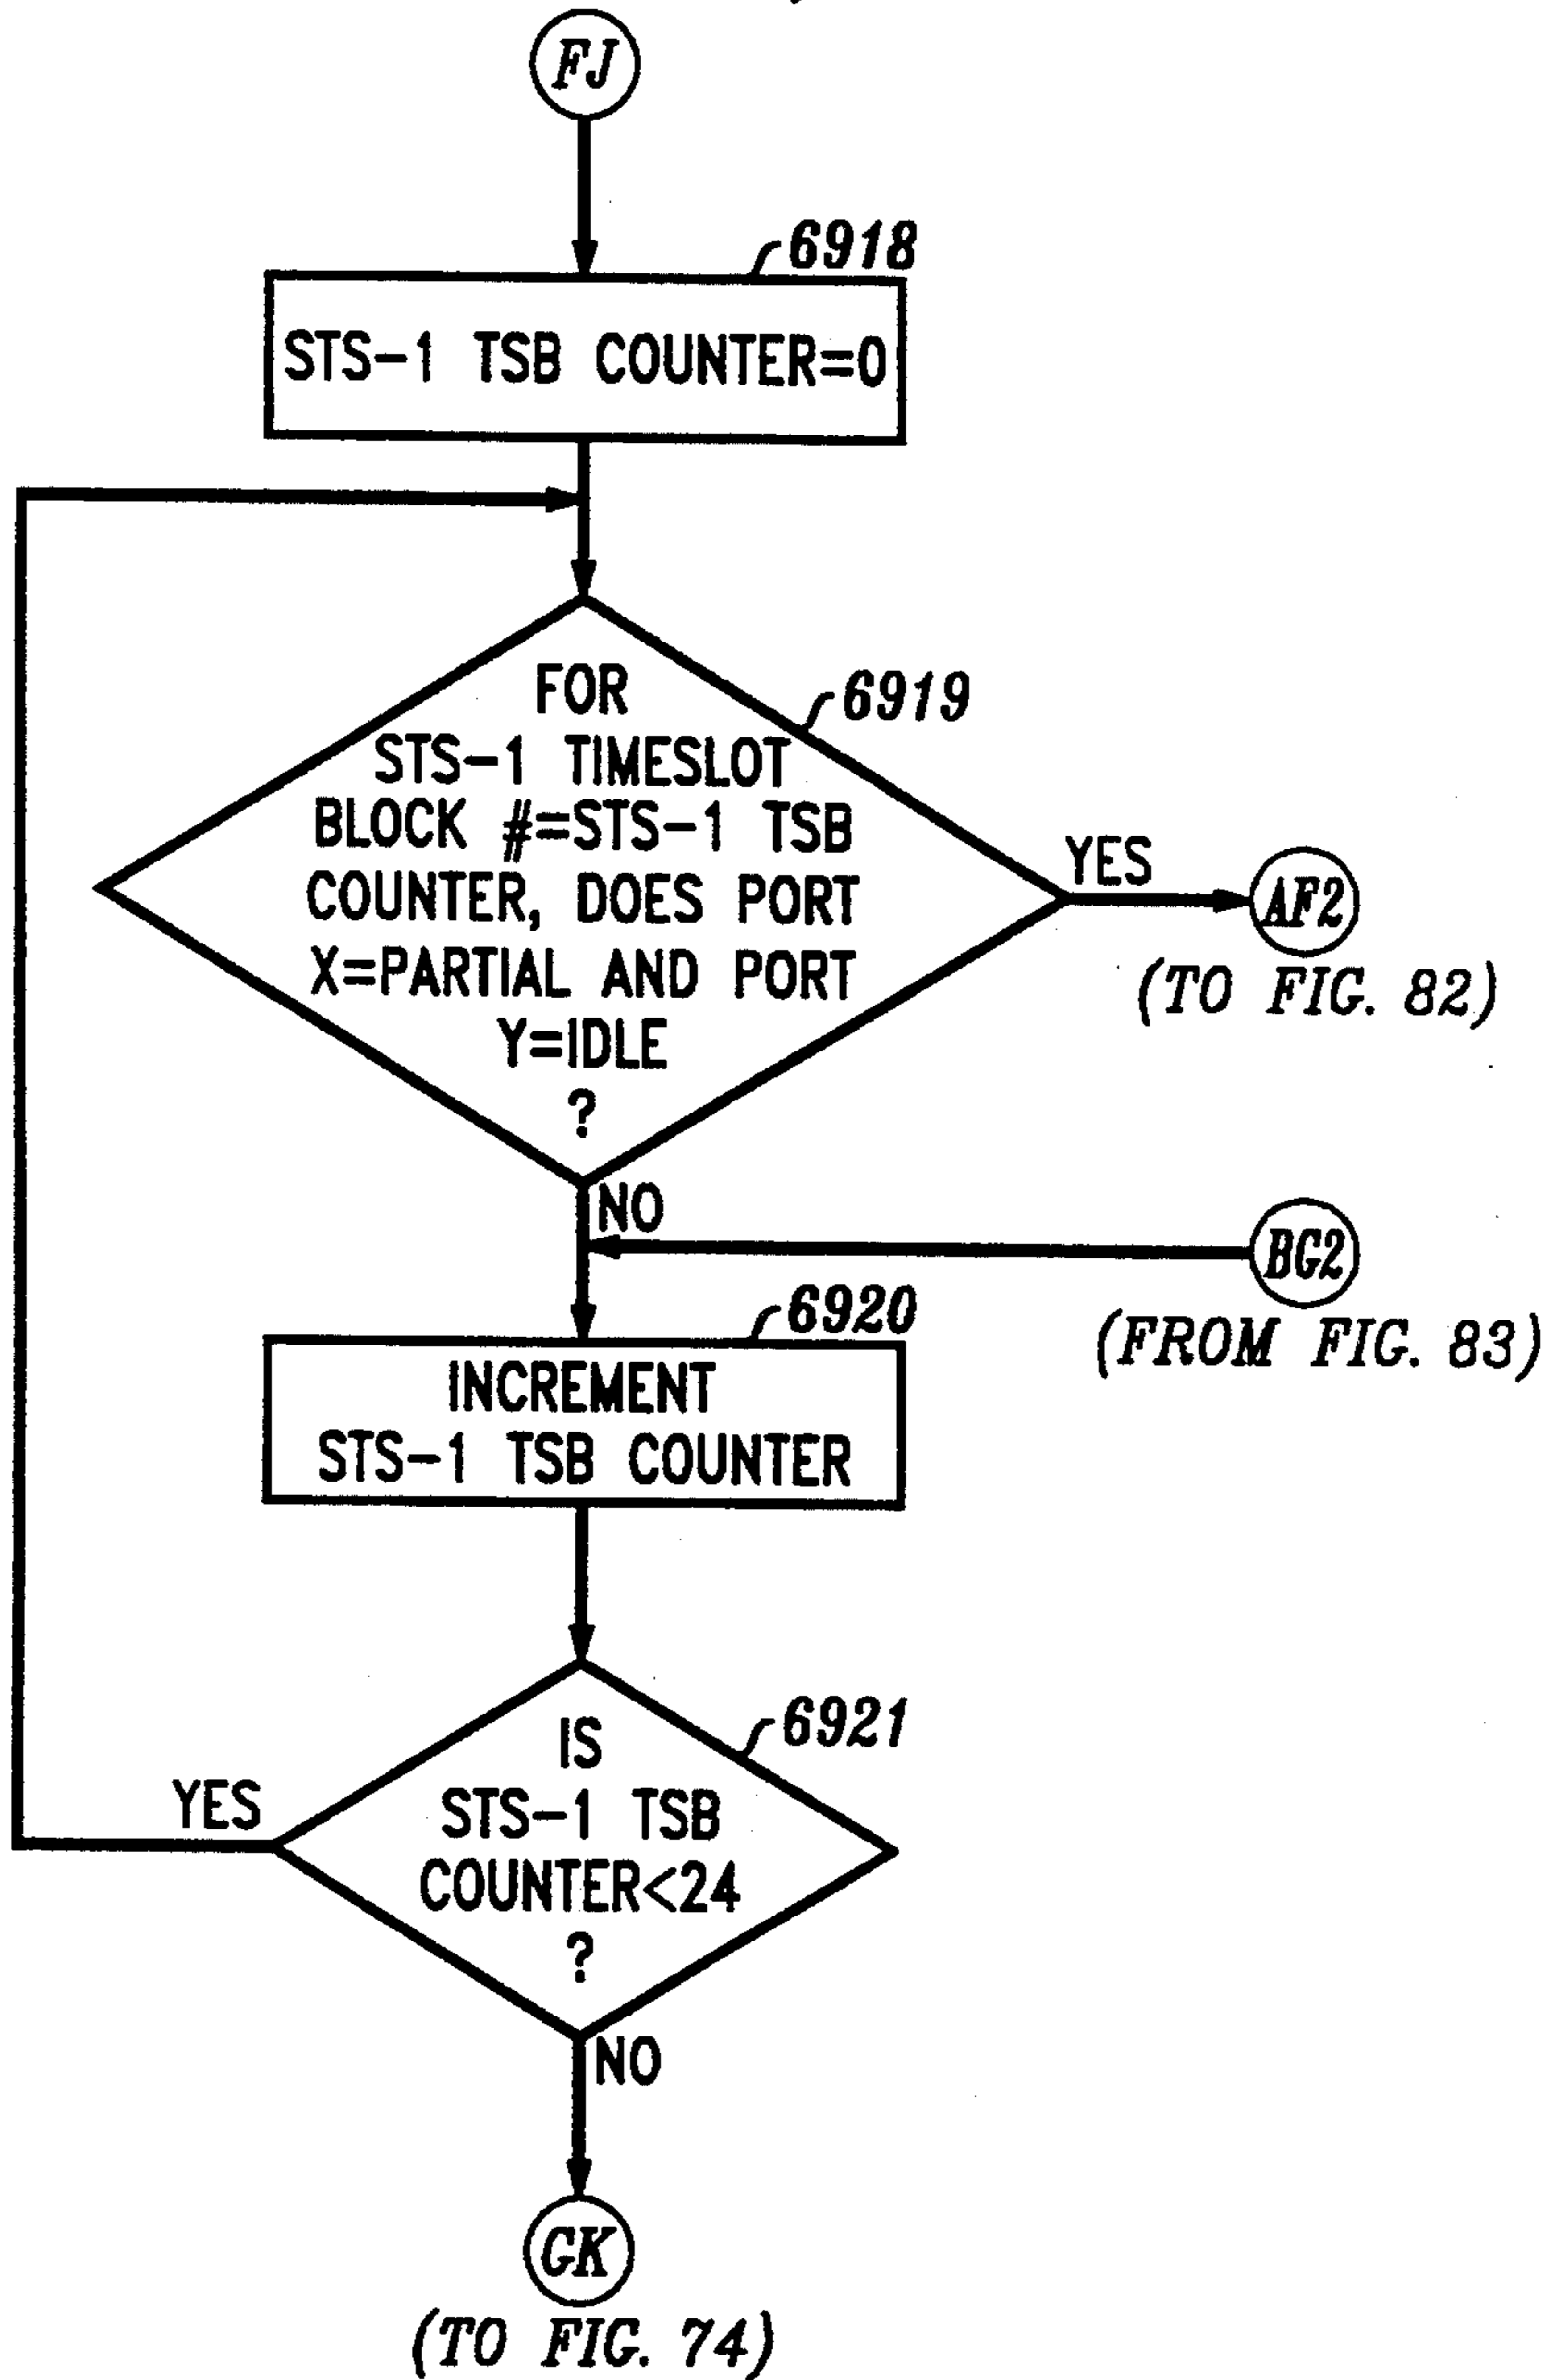 FJ
6918
STS-1 TSB COUNTER=0
FOR
6919
STS-1 TIMESLOT
BLOCK #=STS-1 TSB
COUNTER, DOES PORT
X=PARTIAL AND PORT
Y=IDLE
?
YES
AF2
(TO FIG. 82)
NO
BG2
(FROM FIG. 83)
6920
INCREMENT
STS-1 TSB COUNTER
6921
IS
STS-1 TSB
COUNTER<24
?
YES
NO
GK
(TO FIG. 74)